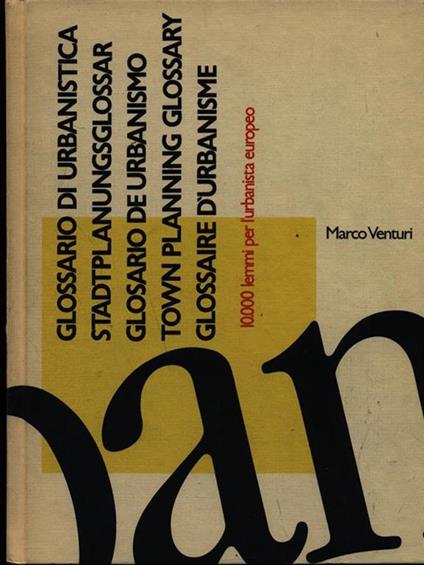 GLOSSARIO DI URBANISTICA
STADTPLANUNGSGLOSSAR
GLOSARIO DE URBANISMO
TOWN PLANNING GLOSSARY
GLOSSAIRE D'URBANISME
10.000 lemmi per l'urbanista europeo
Marco Venturi
ban